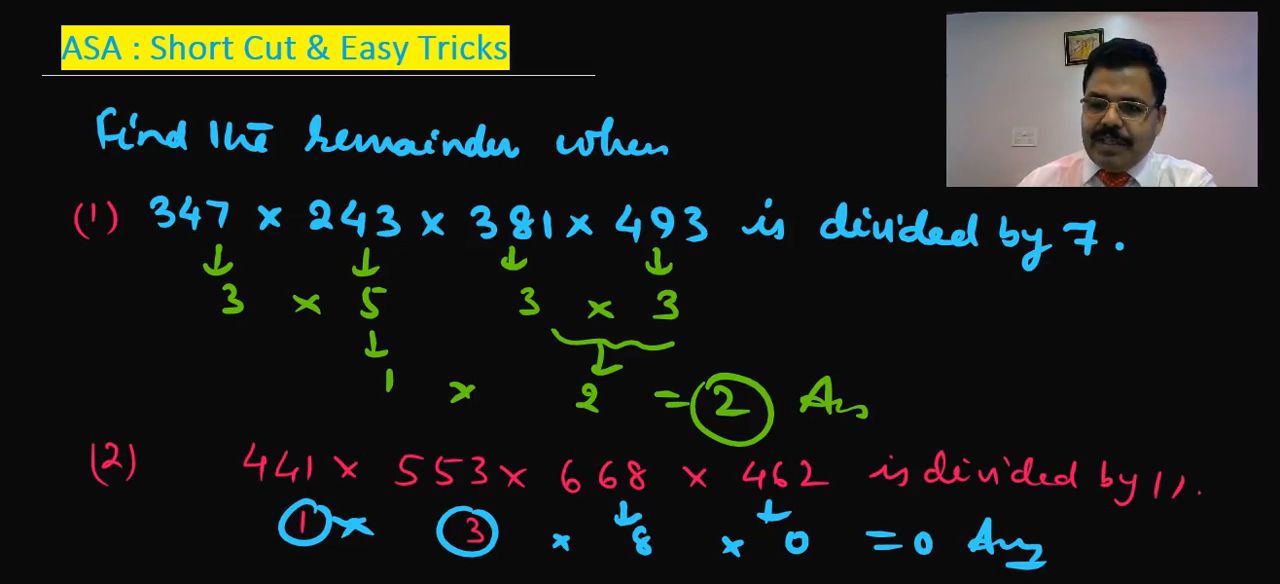 ASA : Short Cut & Easy Tricks
Find the remainder when
(1) 347 × 243 × 381 × 493 is divided by 7.
↓ ↓ ↓ ↓
3 × 5 3 × 3
↓ ↓
1 × 2 = 2 Ans
(2) 441 × 553 × 668 × 462 is divided by 11.
↓ ↓
1 × 3 × 8 × 0 = 0 Ans